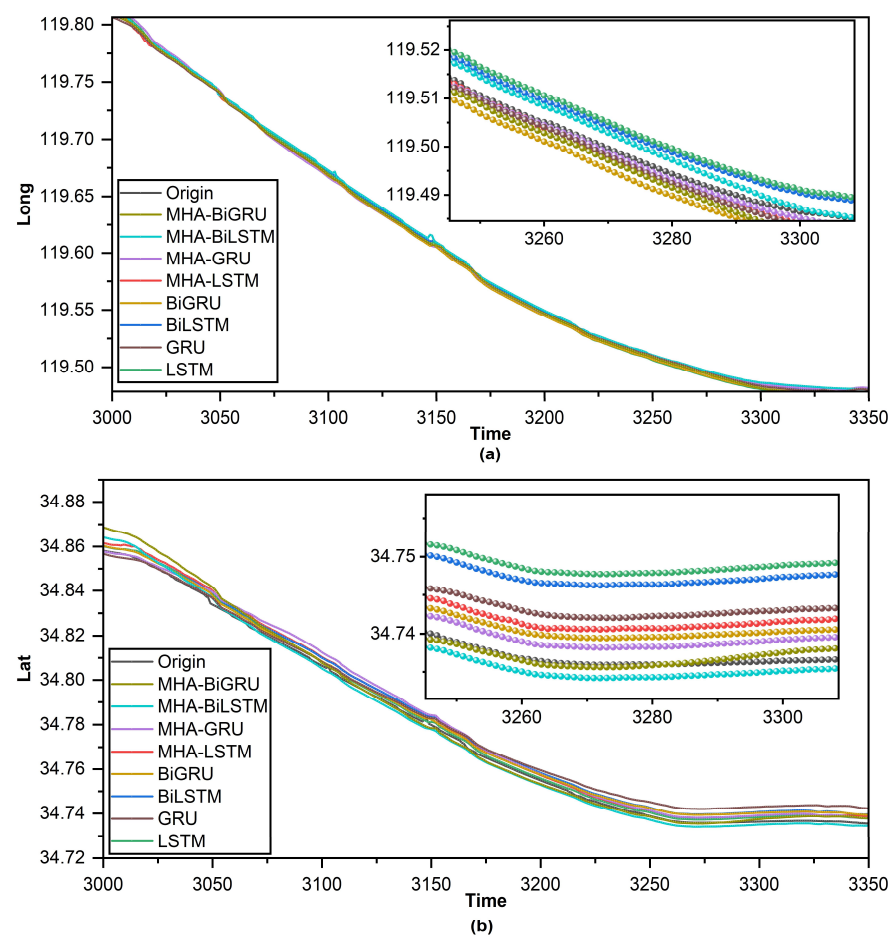 119.80
119.75
119.70
119.65
119.60
119.55
119.50
Long
119.52
119.51
119.50
119.49
3260 3280 3300
Origin
MHA-BiGRU
MHA-BiLSTM
MHA-GRU
MHA-LSTM
BiGRU
BiLSTM
GRU
LSTM
3000 3050 3100 3150 3200 3250 3300 3350
Time
(a)
34.88
34.86
34.84
34.82
34.80
34.78
34.76
34.74
34.72
Lat
34.75
34.74
3260 3280 3300
Origin
MHA-BiGRU
MHA-BiLSTM
MHA-GRU
MHA-LSTM
BiGRU
BiLSTM
GRU
LSTM
3000 3050 3100 3150 3200 3250 3300 3350
Time
(b)